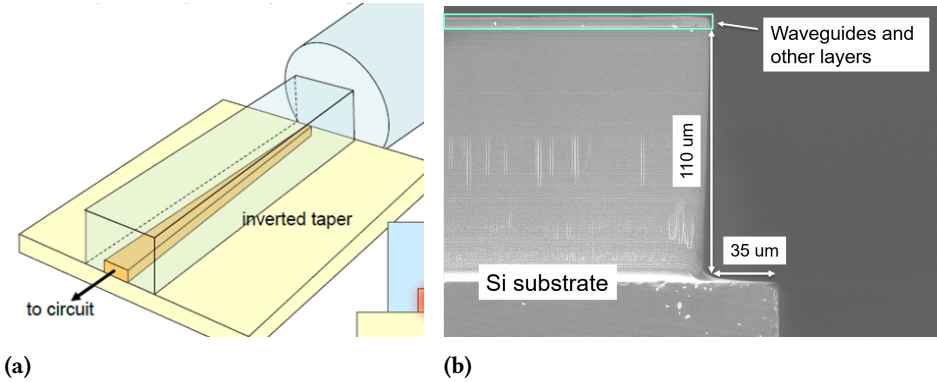 inverted taper
to circuit
Waveguides and
other layers
110 um
35 um
Si substrate
(a)
(b)